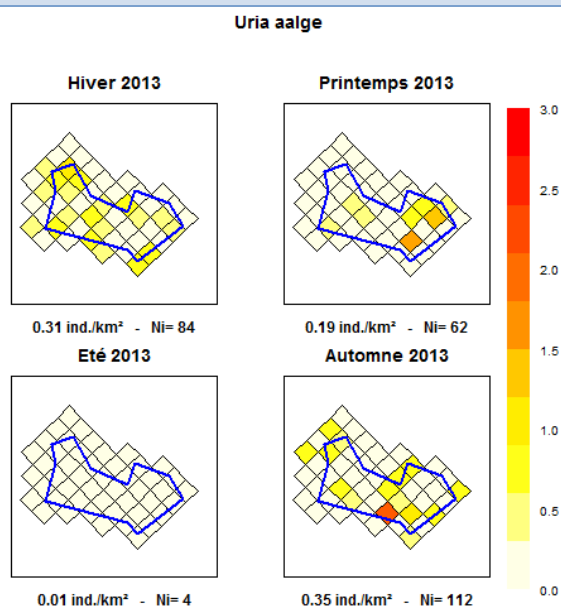 Uria aalge
Hiver 2013
Printemps 2013
0.31 ind./km² - Ni= 84
0.19 ind./km² - Ni= 62
Eté 2013
Automne 2013
0.01 ind./km² - Ni= 4
0.35 ind./km² - Ni= 112
3.0
2.5
2.0
1.5
1.0
0.5
0.0